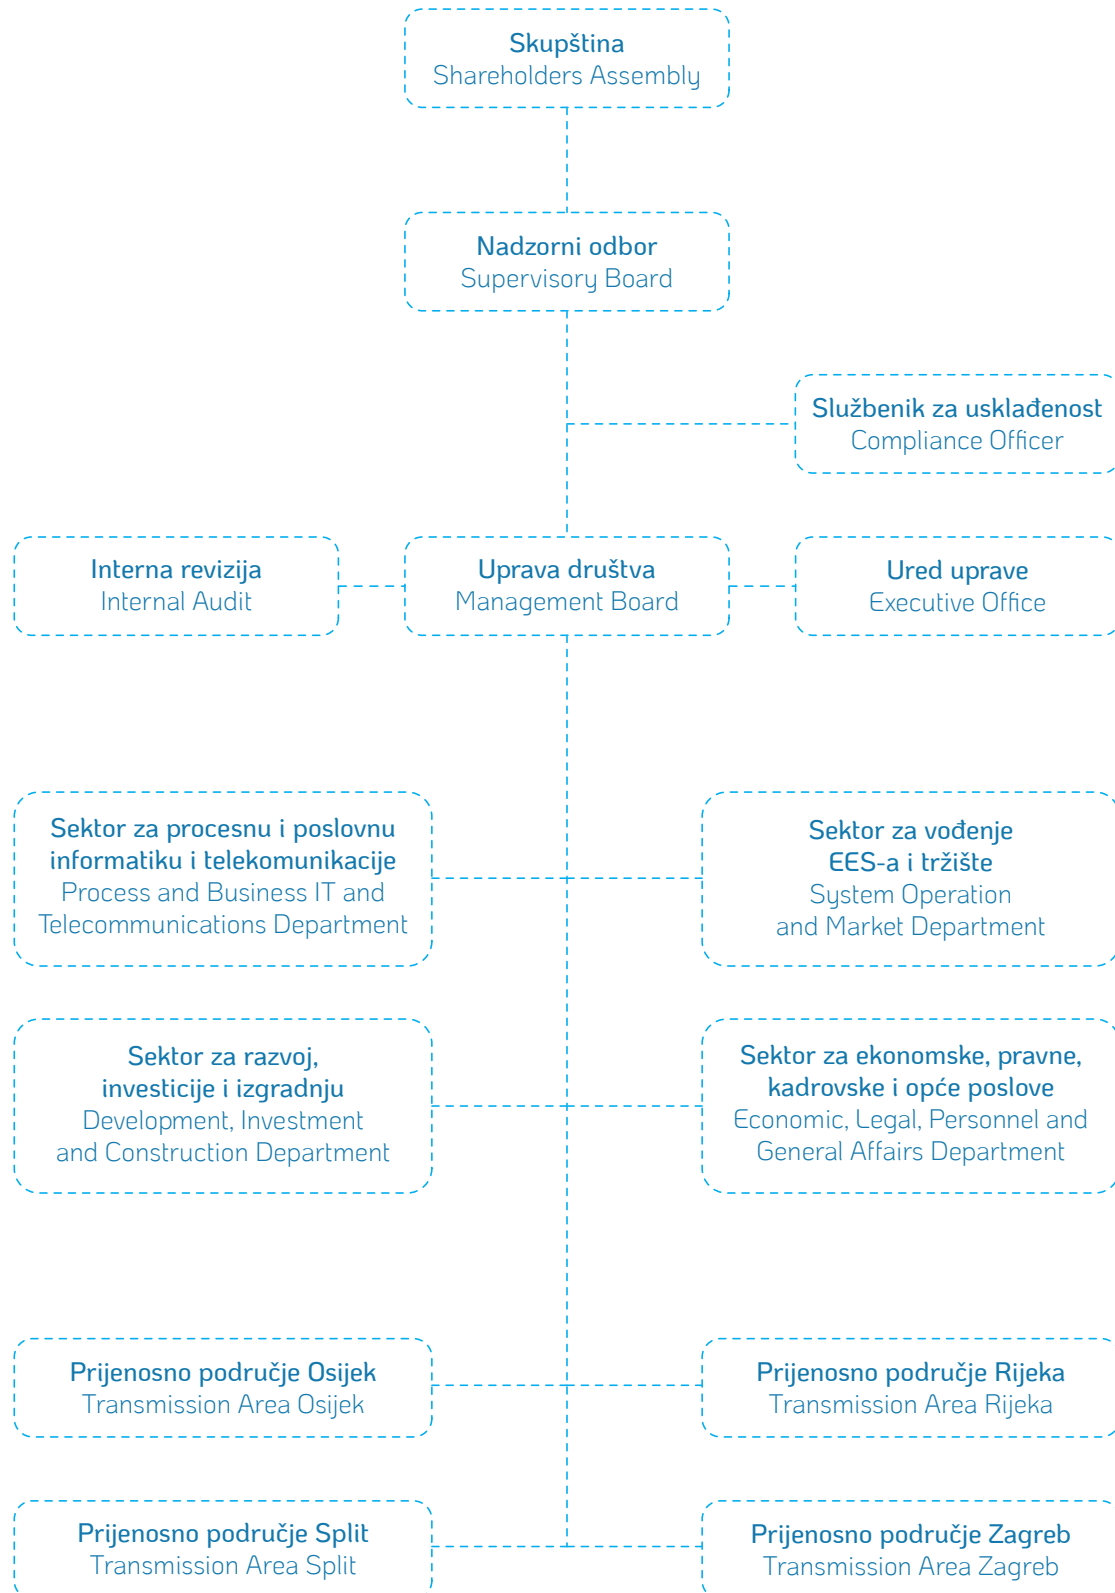 Skupština
Shareholders Assembly
Nadzorni odbor
Supervisory Board
Službenik za usklađenost
Compliance Officer
Interna revizija
Internal Audit
Uprava društva
Management Board
Ured uprave
Executive Office
Sektor za procesnu i poslovnu
informatiku i telekomunikacije
Process and Business IT and
Telecommunications Department
Sektor za vođenje
EES-a i tržište
System Operation
and Market Department
Sektor za razvoj,
investicije i izgradnju
Development, Investment
and Construction Department
Sektor za ekonomske, pravne,
kadrovske i opće poslove
Economic, Legal, Personnel and
General Affairs Department
Prijenosno područje Osijek
Transmission Area Osijek
Prijenosno područje Rijeka
Transmission Area Rijeka
Prijenosno područje Split
Transmission Area Split
Prijenosno područje Zagreb
Transmission Area Zagreb